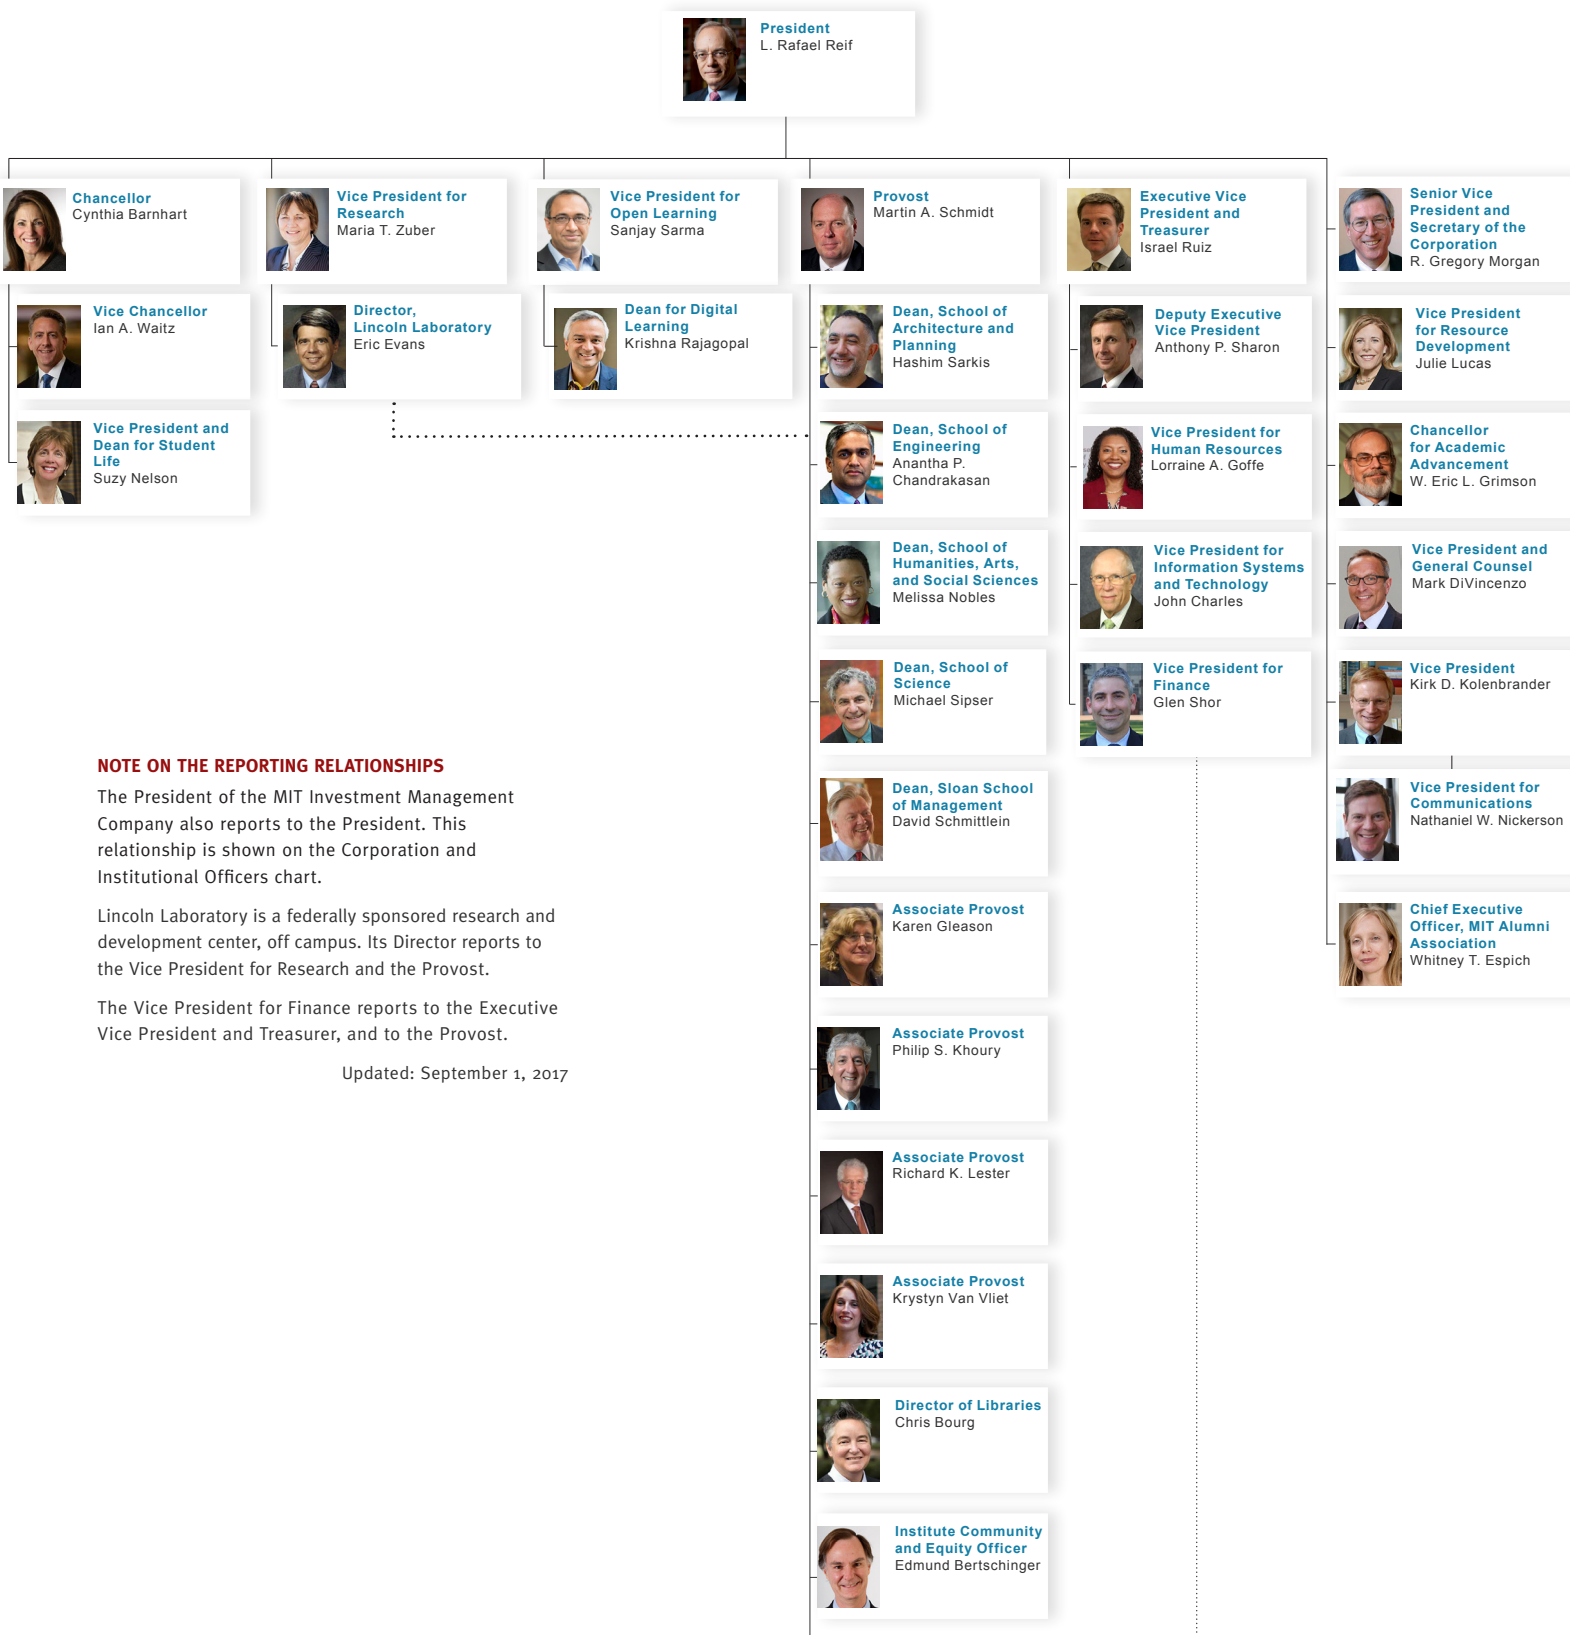 President
L. Rafael Reif
Chancellor
Cynthia Barnhart
Vice Chancellor
Ian A. Waitz
Vice President and
Dean for Student
Life
Suzy Nelson
Vice President for
Research
Maria T. Zuber
Director,
Lincoln Laboratory
Eric Evans
Vice President for
Open Learning
Sanjay Sarma
Dean for Digital
Learning
Krishna Rajagopal
Provost
Martin A. Schmidt
Dean, School of
Architecture and
Planning
Hashim Sarkis
Dean, School of
Engineering
Anantha P.
Chandrakasan
Dean, School of
Humanities, Arts,
and Social Sciences
Melissa Nobles
Dean, School of
Science
Michael Sipser
Dean, Sloan School
of Management
David Schmittlein
Associate Provost
Karen Gleason
Associate Provost
Philip S. Khoury
Associate Provost
Richard K. Lester
Associate Provost
Krystyn Van Vliet
Director of Libraries
Chris Bourg
Institute Community
and Equity Officer
Edmund Bertschinger
Executive Vice
President and
Treasurer
Israel Ruiz
Deputy Executive
Vice President
Anthony P. Sharon
Vice President for
Human Resources
Lorraine A. Goffe
Vice President for
Information Systems
and Technology
John Charles
Vice President for
Finance
Glen Shor
Senior Vice
President and
Secretary of the
Corporation
R. Gregory Morgan
Vice President
for Resource
Development
Julie Lucas
Chancellor
for Academic
Advancement
W. Eric L. Grimson
Vice President and
General Counsel
Mark DiVincenzo
Vice President
Kirk D. Kolenbrander
Vice President for
Communications
Nathaniel W. Nickerson
Chief Executive
Officer, MIT Alumni
Association
Whitney T. Espich
NOTE ON THE REPORTING RELATIONSHIPS
The President of the MIT Investment Management
Company also reports to the President. This
relationship is shown on the Corporation and
Institutional Officers chart.
Lincoln Laboratory is a federally sponsored research and
development center, off campus. Its Director reports to
the Vice President for Research and the Provost.
The Vice President for Finance reports to the Executive
Vice President and Treasurer, and to the Provost.
Updated: September 1, 2017